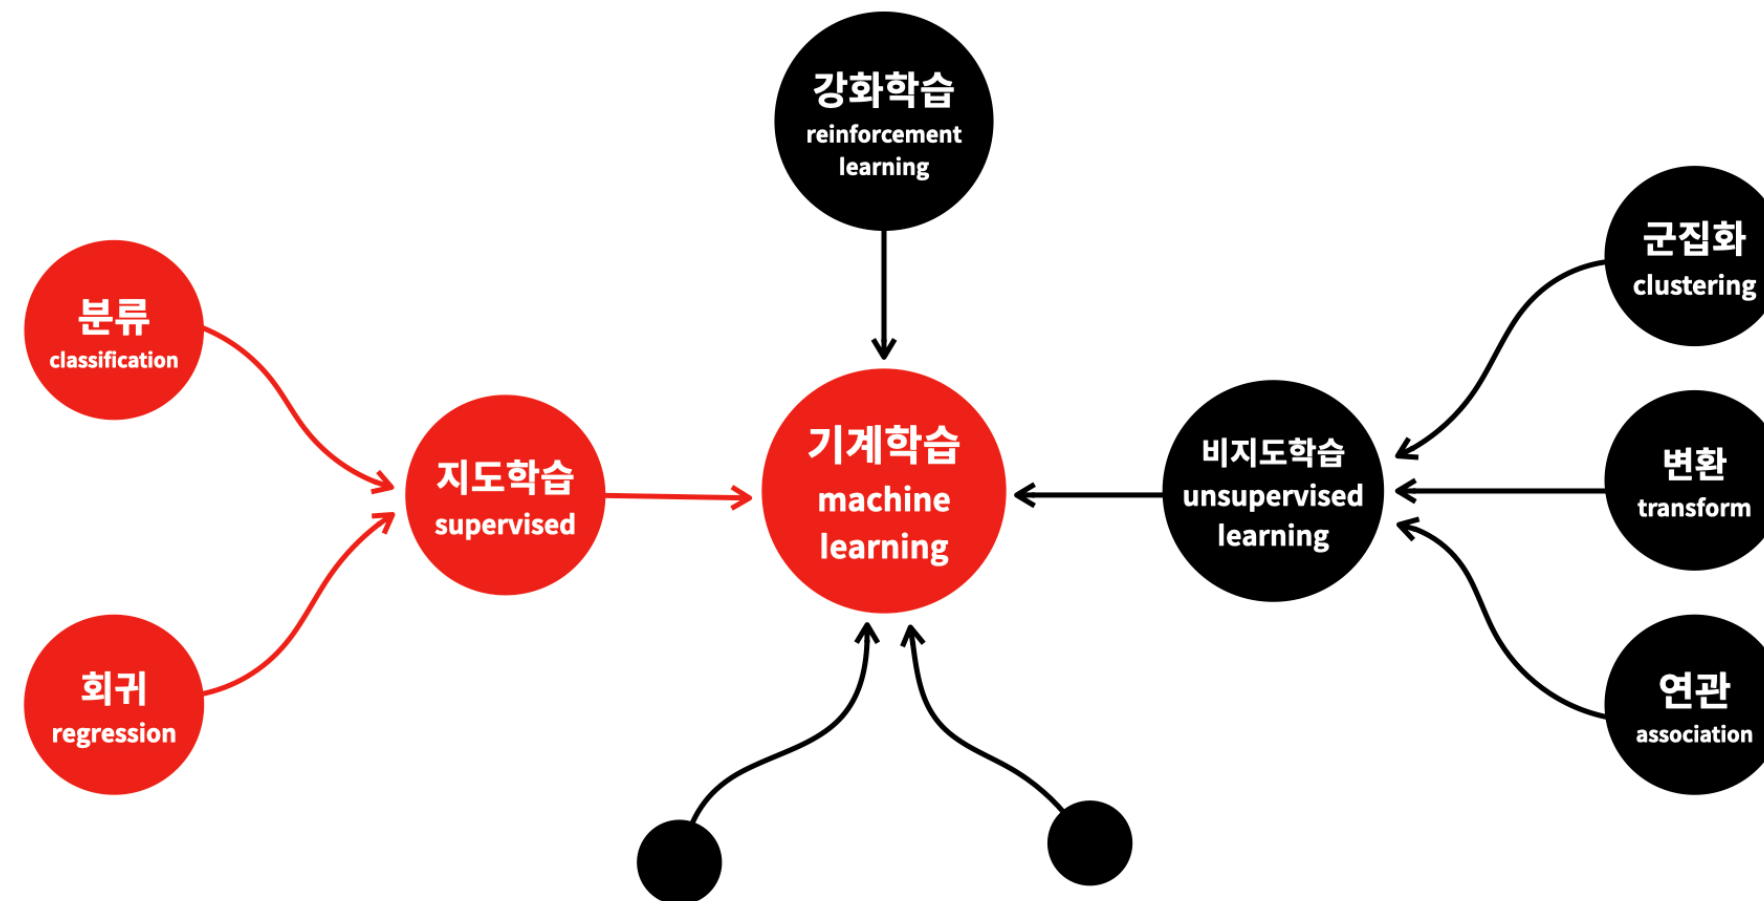 강화학습
reinforcement
learning
분류
classification
회귀
regression
지도학습
supervised
기계학습
machine
learning
비지도학습
unsupervised
learning
군집화
clustering
변환
transform
연관
association